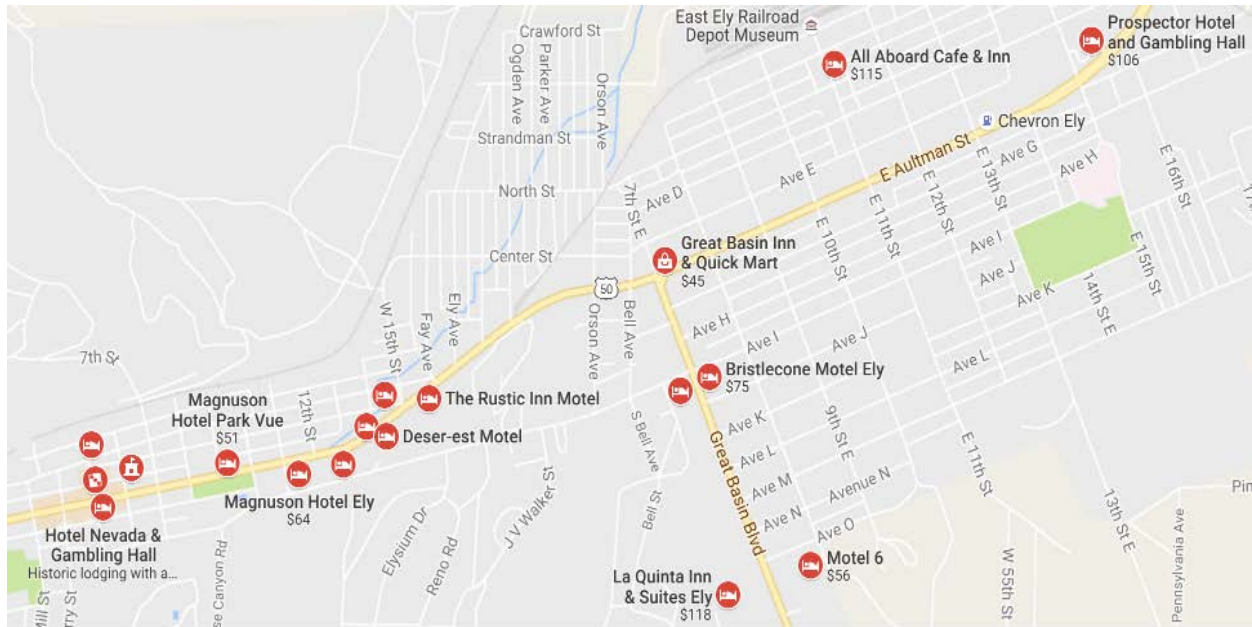 Crawford St
Ogden Ave
Parker Ave
Orson Ave
Strandman St
North St
Center St
East Ely Railroad
Depot Museum
All Aboard Cafe & Inn
$115
Prospector Hotel
and Gambling Hall
$106
Chevron Ely
E Aultman St
Ave G
Ave H
Ave E
Ave D
7th St E
E 10th St
E 11th St
E 12th St
E 13th St
E 16th St
E 15th St
14th St E
Ave I
Ave J
Ave K
Great Basin Inn
& Quick Mart
$45
50
Ely Ave
Fay Ave
W 15th St
Orson Ave
Bell Ave
Ave H
Ave I
Ave J
Ave L
7th St
12th St
Magnuson
Hotel Park Vue
$51
The Rustic Inn Motel
Deser-est Motel
Magnuson Hotel Ely
$64
Hotel Nevada &
Gambling Hall
Historic lodging with a...
Mill St
rry St
se Canyon Rd
Elysium Dr
Reno Rd
J V Walker St
S Bell Ave
Bell St
Bristlecone Motel Ely
$75
Great Basin Blvd
Ave K
Ave L
Ave M
Ave N
Avenue N
Ave O
9th St E
E 11th St
Motel 6
$56
La Quinta Inn
& Suites Ely
$118
W 55th St
13th St E
Pennsylvania Ave
Pin